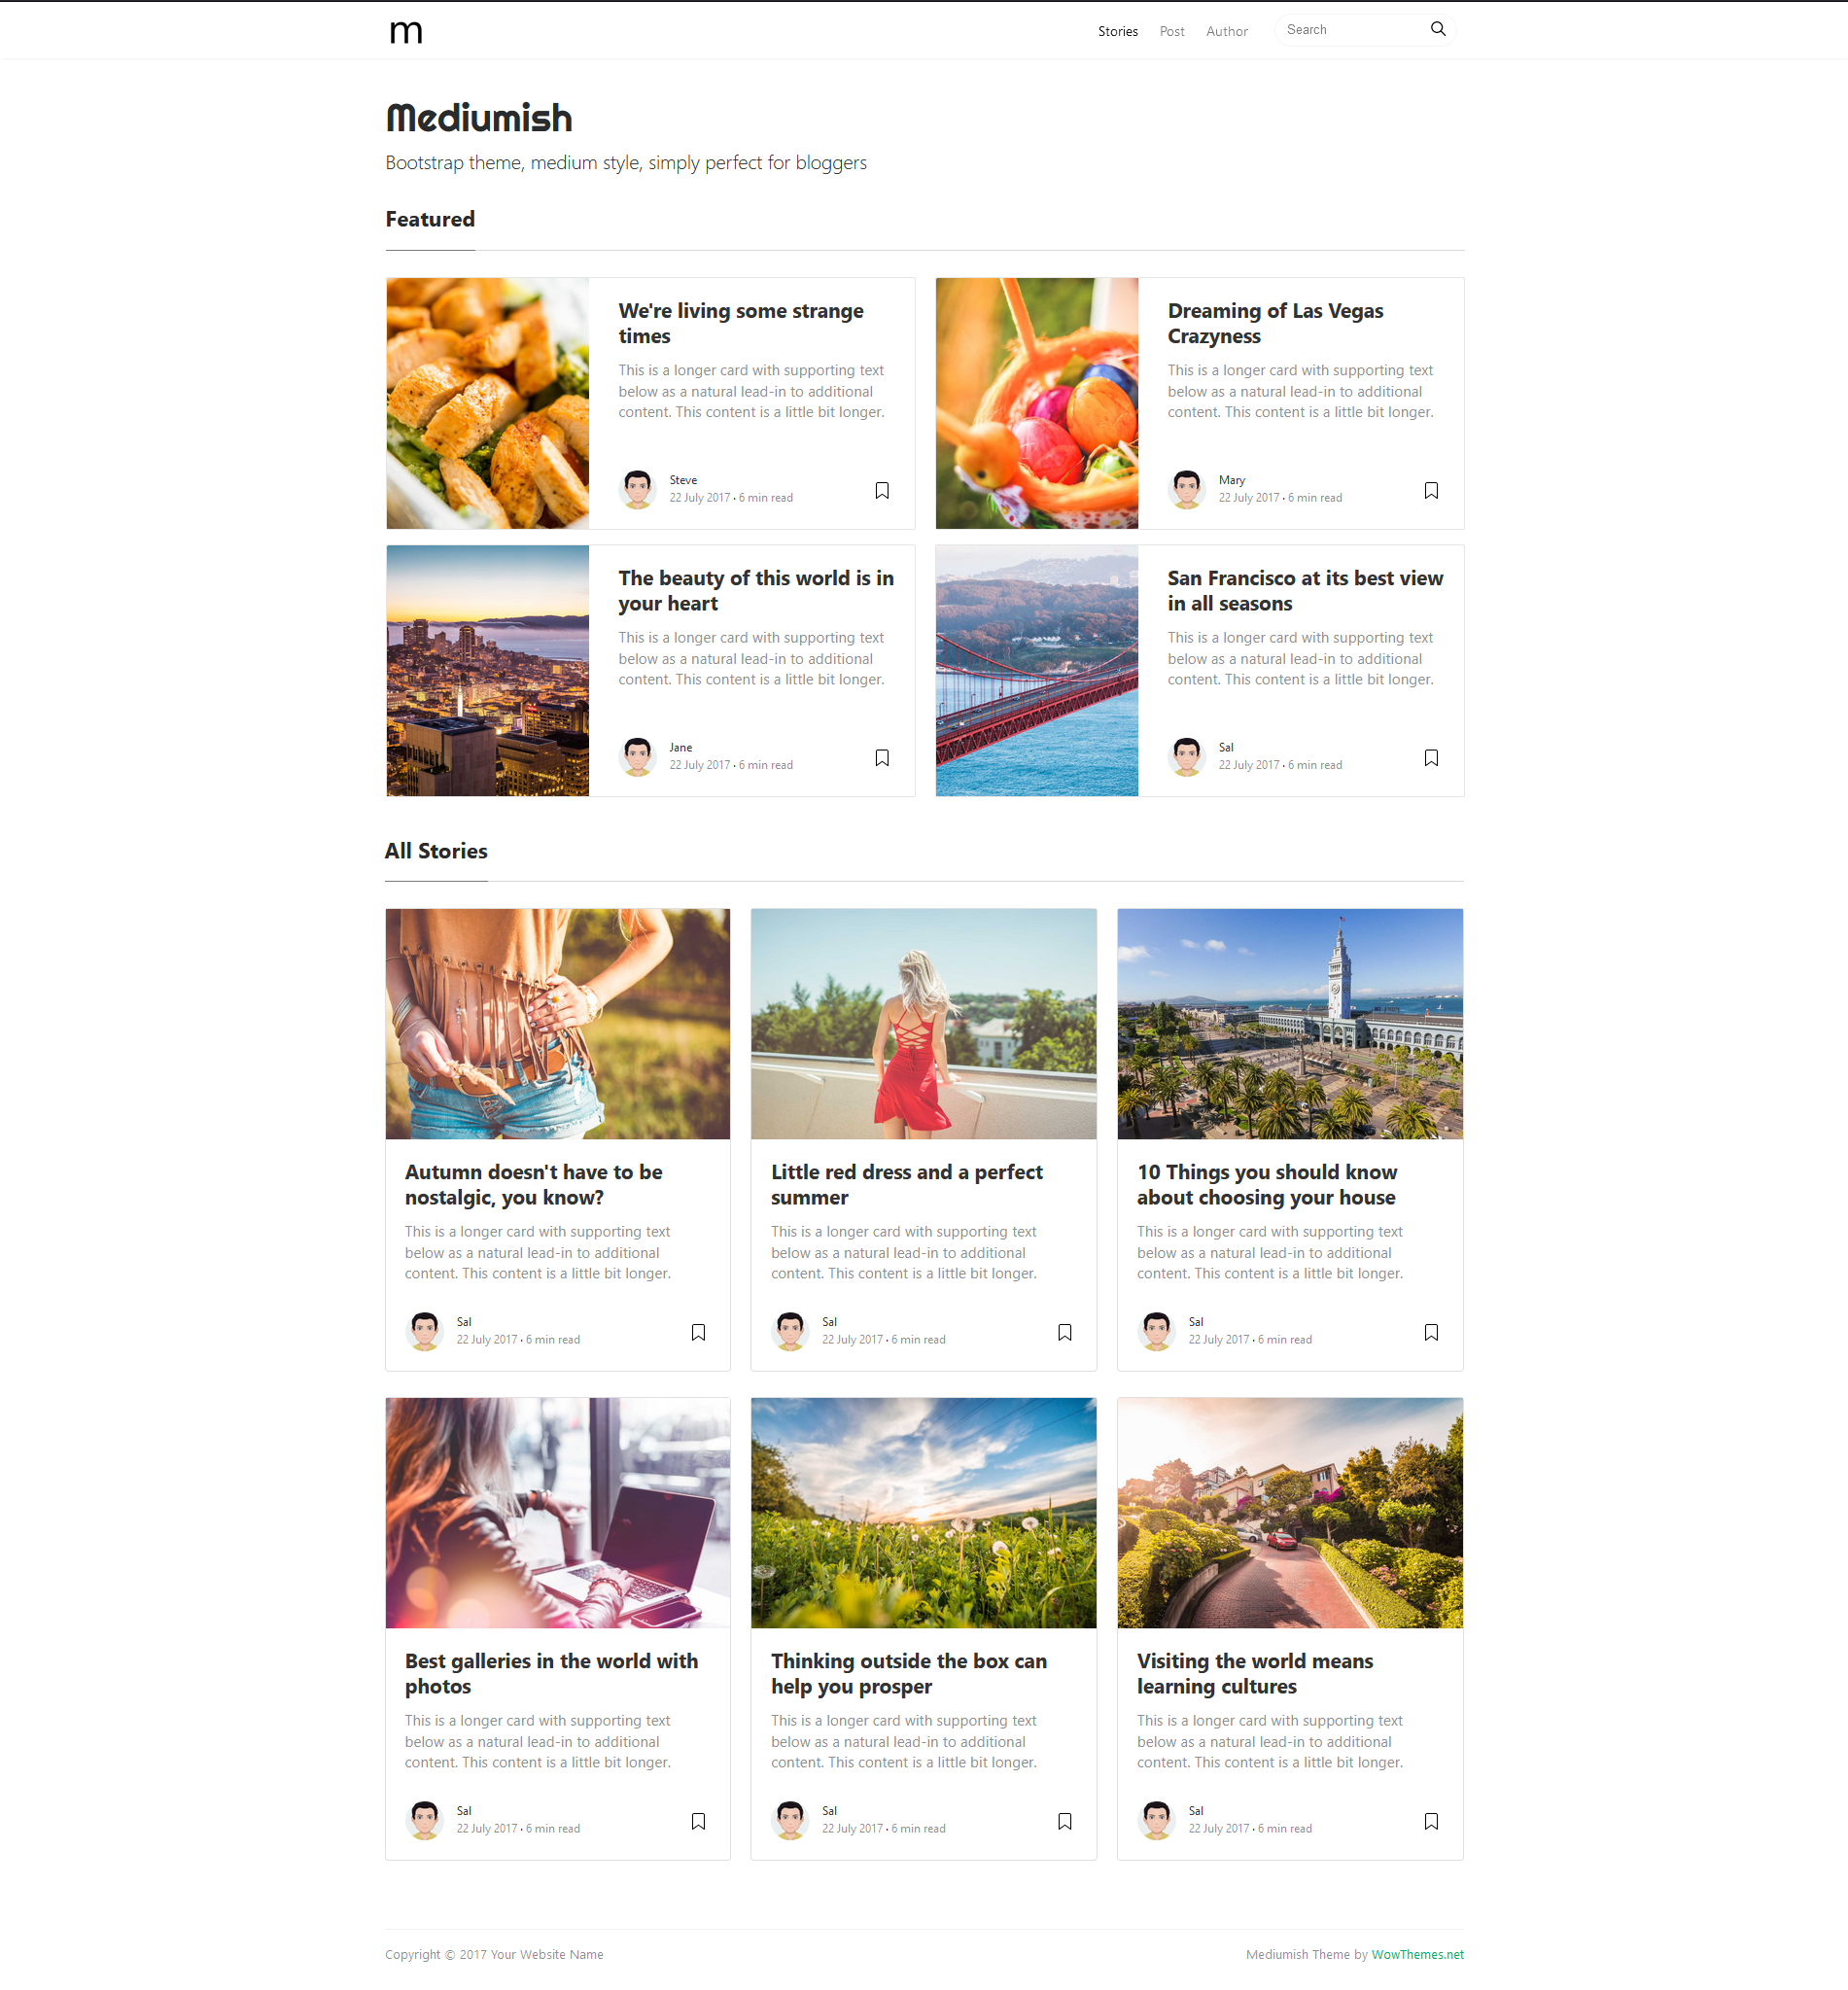 m
Stories Post Author Search
Mediumish
Bootstrap theme, medium style, simply perfect for bloggers
Featured
We're living some strange
times
This is a longer card with supporting text
below as a natural lead-in to additional
content. This content is a little bit longer.
Steve
22 July 2017 · 6 min read
Dreaming of Las Vegas
Crazyness
This is a longer card with supporting text
below as a natural lead-in to additional
content. This content is a little bit longer.
Mary
22 July 2017 · 6 min read
The beauty of this world is in
your heart
This is a longer card with supporting text
below as a natural lead-in to additional
content. This content is a little bit longer.
Jane
22 July 2017 · 6 min read
San Francisco at its best view
in all seasons
This is a longer card with supporting text
below as a natural lead-in to additional
content. This content is a little bit longer.
Sal
22 July 2017 · 6 min read
All Stories
Autumn doesn't have to be
nostalgic, you know?
This is a longer card with supporting text
below as a natural lead-in to additional
content. This content is a little bit longer.
Sal
22 July 2017 · 6 min read
Little red dress and a perfect
summer
This is a longer card with supporting text
below as a natural lead-in to additional
content. This content is a little bit longer.
Sal
22 July 2017 · 6 min read
10 Things you should know
about choosing your house
This is a longer card with supporting text
below as a natural lead-in to additional
content. This content is a little bit longer.
Sal
22 July 2017 · 6 min read
Best galleries in the world with
photos
This is a longer card with supporting text
below as a natural lead-in to additional
content. This content is a little bit longer.
Sal
22 July 2017 · 6 min read
Thinking outside the box can
help you prosper
This is a longer card with supporting text
below as a natural lead-in to additional
content. This content is a little bit longer.
Sal
22 July 2017 · 6 min read
Visiting the world means
learning cultures
This is a longer card with supporting text
below as a natural lead-in to additional
content. This content is a little bit longer.
Sal
22 July 2017 · 6 min read
Copyright © 2017 Your Website Name
Mediumish Theme by WowThemes.net